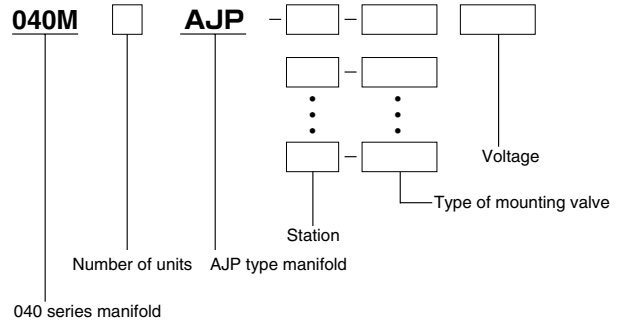 040M AJP – –
–
–
Voltage
Type of mounting valve
Station
Number of units AJP type manifold
040 series manifold